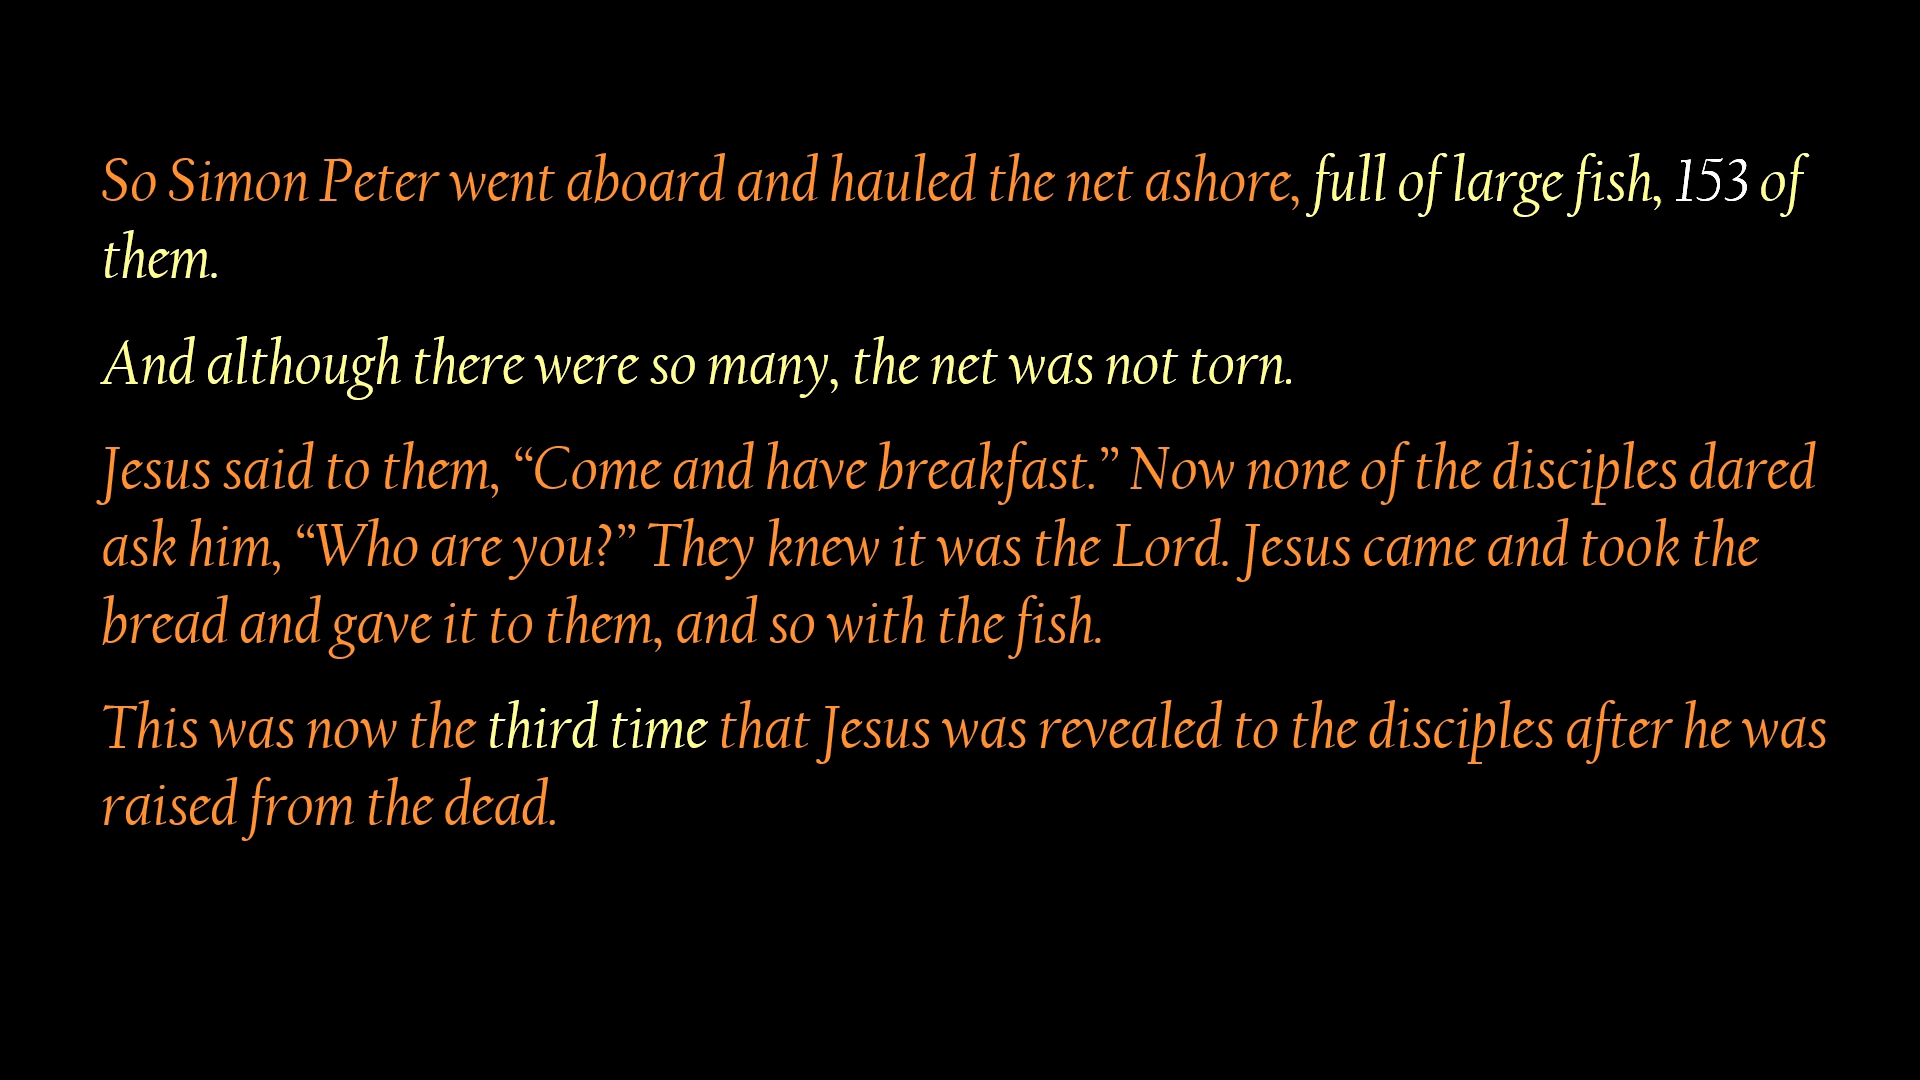 So Simon Peter went aboard and hauled the net ashore, full of large fish, 153 of
them.
And although there were so many, the net was not torn.
Jesus said to them, “Come and have breakfast.” Now none of the disciples dared
ask him, “Who are you?” They knew it was the Lord. Jesus came and took the
bread and gave it to them, and so with the fish.
This was now the third time that Jesus was revealed to the disciples after he was
raised from the dead.